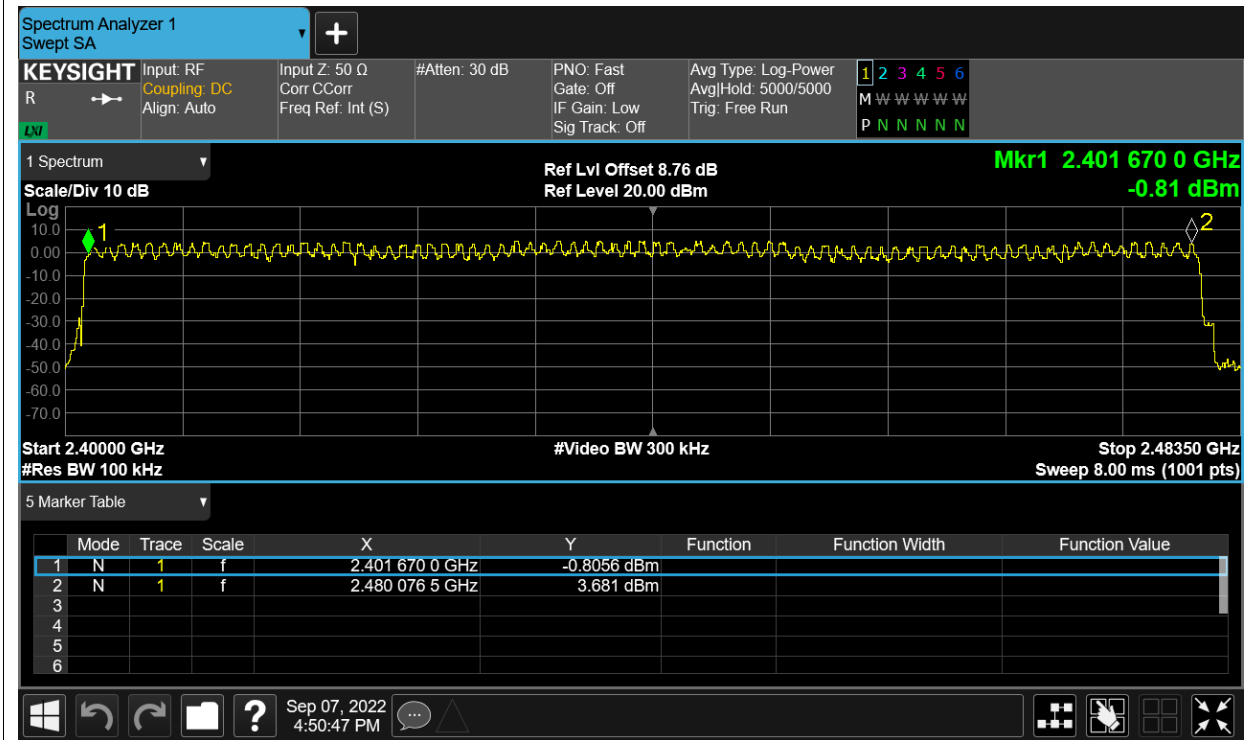 Spectrum Analyzer 1
Swept SA
+
KEYSIGHT
R
LXI
Input: RF
Coupling: DC
Align: Auto
Input Z: 50 Ω
Corr CCorr
Freq Ref: Int (S)
#Atten: 30 dB
PNO: Fast
Gate: Off
IF Gain: Low
Sig Track: Off
Avg Type: Log-Power
Avg|Hold: 5000/5000
Trig: Free Run
1 2 3 4 5 6
M W W W W W
P N N N N N
1 Spectrum
Scale/Div 10 dB
Ref Lvl Offset 8.76 dB
Ref Level 20.00 dBm
Mkr1 2.401 670 0 GHz
-0.81 dBm
Log
10.0
0.00
-10.0
-20.0
-30.0
-40.0
-50.0
-60.0
-70.0
1
2
Start 2.40000 GHz
#Res BW 100 kHz
#Video BW 300 kHz
Stop 2.48350 GHz
Sweep 8.00 ms (1001 pts)
5 Marker Table
Mode Trace Scale X Y Function Function Width Function Value
1 N 1 f 2.401 670 0 GHz -0.8056 dBm
2 N 1 f 2.480 076 5 GHz 3.681 dBm
3
4
5
6
?
Sep 07, 2022
4:50:47 PM